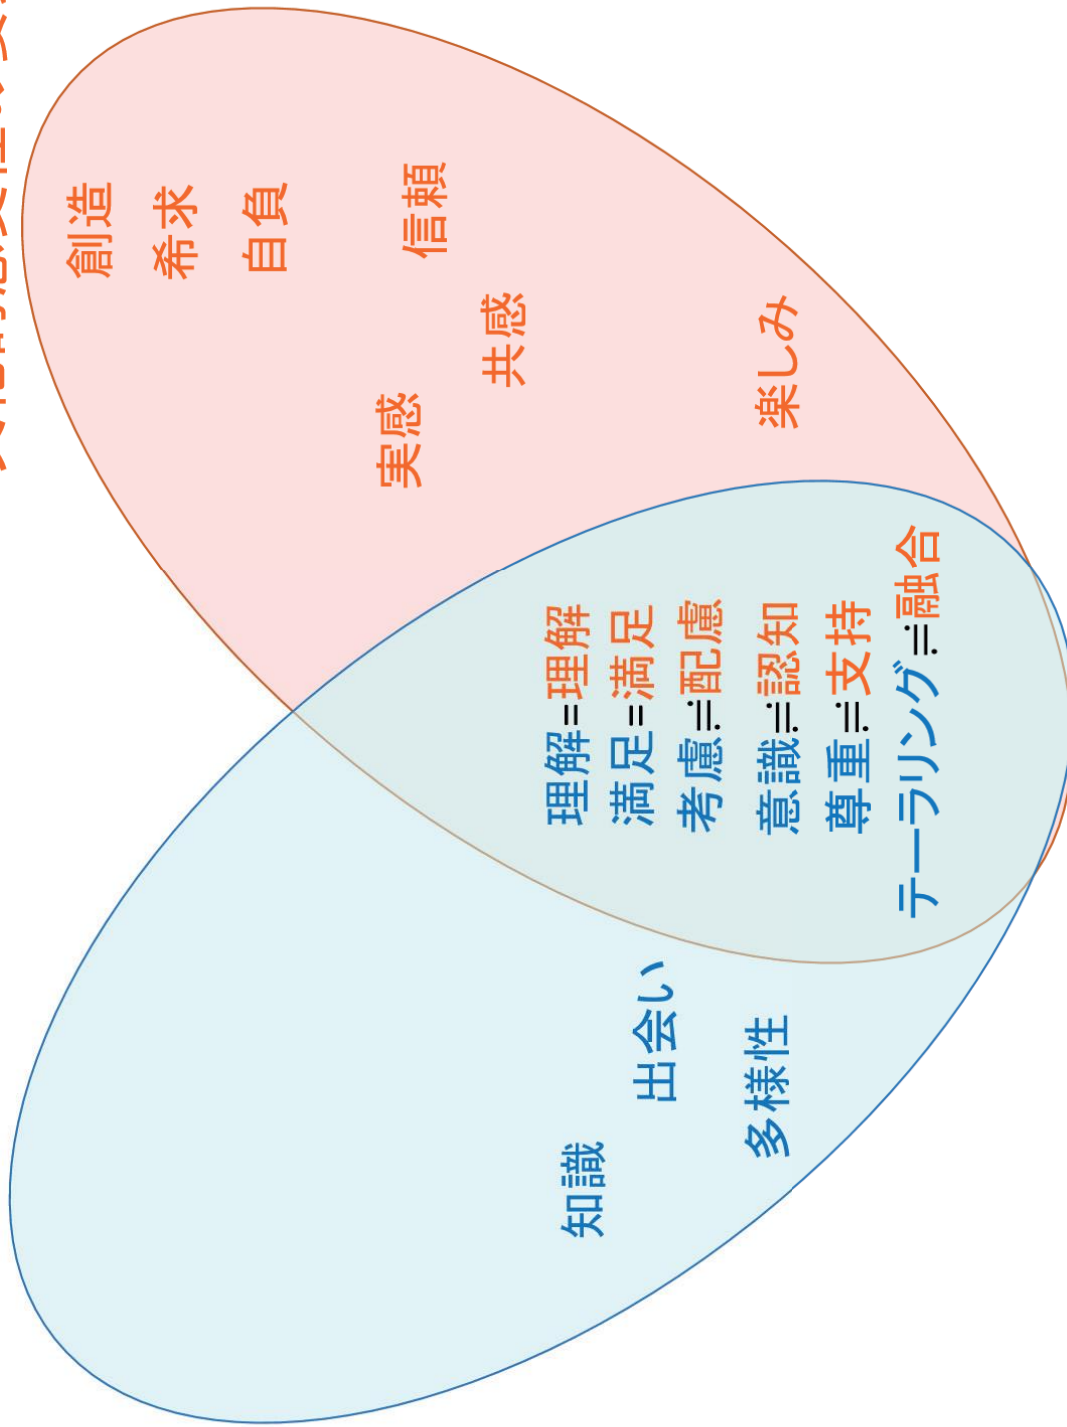 創造
希求
自負
実感
信頼
共感
理解=理解
知識
満足=満足
出会い
考慮≒配慮
多様性
意識≒認知
楽しみ
尊重≒支持
テーラリング≒融合